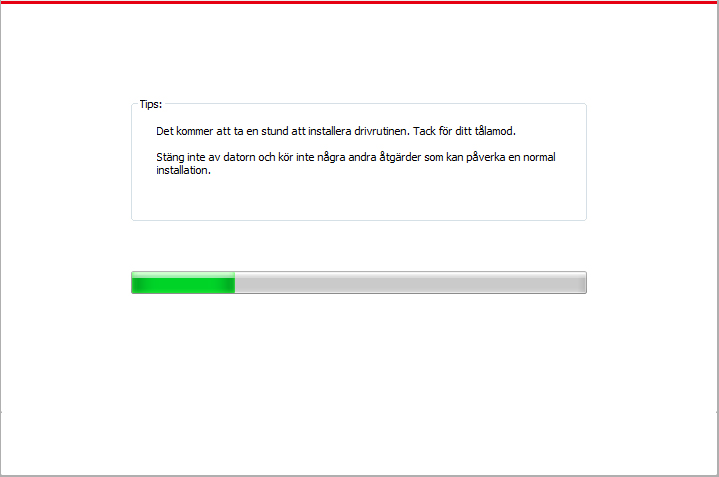 Tips:
Det kommer att ta en stund att installera drivrutinen. Tack för ditt tålamod.
Stäng inte av datorn och kör inte några andra åtgärder som kan påverka en normal
installation.